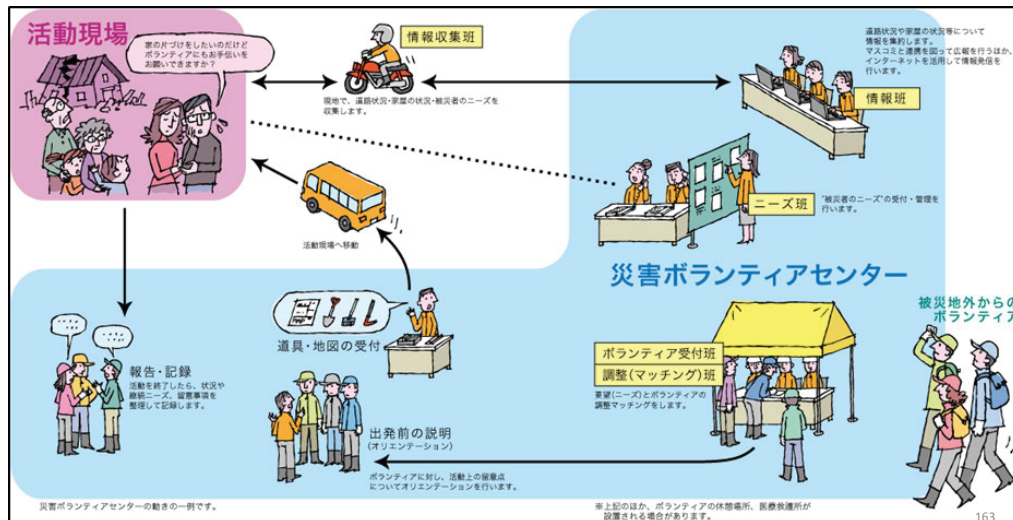 活動現場
家の片づけをしたいのだけど
ボランティアにもお手伝いを
お願いできますか?
情報収集班
現地で、道路状況・家屋の状況・被災者のニーズを
収集します。
道路状況や家屋の状況等について
情報を集約します。
マスコミと連携を図って広報を行うほか、
インターネットを活用して情報発信を
行います。
情報班
ニーズ班
"被災者のニーズ"の受付・管理を
行います。
活動現場へ移動
災害ボランティアセンター
被災地外からの
ボランティア
道具・地図の受付
ボランティア受付班
調整(マッチング)班
要望(ニーズ)とボランティアの
調整マッチングをします。
報告・記録
活動を終了したら、状況や
継続ニーズ、留意事項を
整理して記録します。
出発前の説明
(オリエンテーション)
ボランティアに対し、活動上の留意点
についてオリエンテーションを行います。
災害ボランティアセンターの動きの一例です。
※上記のほか、ボランティアの休憩場所、医療救護所が
設置される場合があります。
163